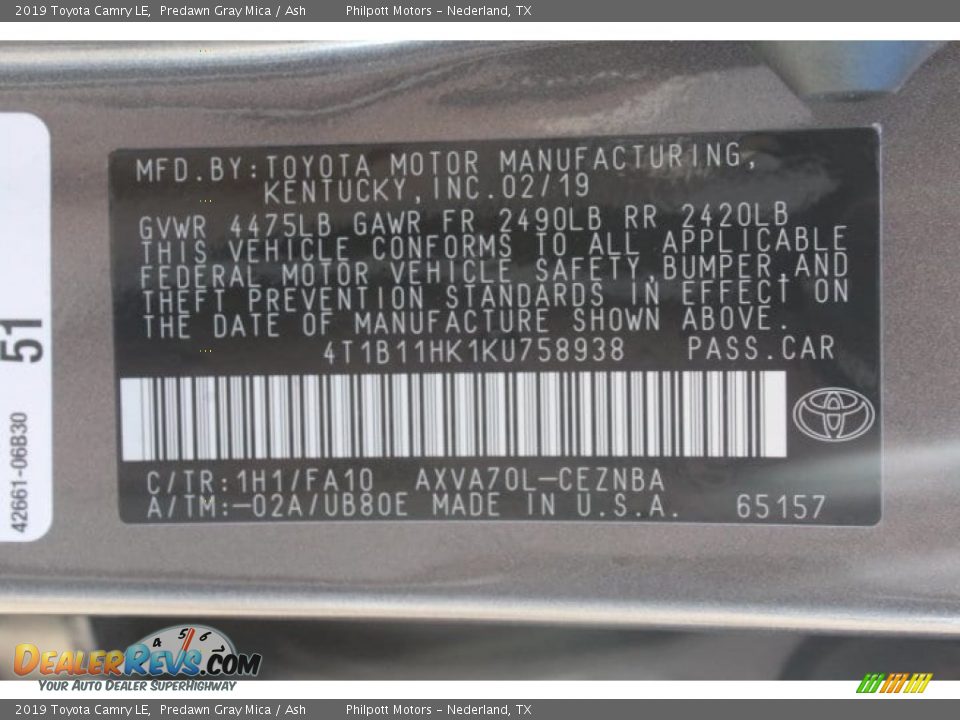 2019 Toyota Camry LE, Predawn Gray Mica / Ash Philpott Motors - Nederland, TX
MFD.BY:TOYOTA MOTOR MANUFACTURING,
KENTUCKY,INC.02/19
GVWR 4475LB GAWR FR 2490LB RR 2420LB
THIS VEHICLE CONFORMS TO ALL APPLICABLE
FEDERAL MOTOR VEHICLE SAFETY,BUMPER,AND
THEFT PREVENTION STANDARDS IN EFFECT ON
THE DATE OF MANUFACTURE SHOWN ABOVE.
4T1B11HK1KU758938 PASS.CAR
C/TR:1H1/FA10 AXVA70L-CEZNBA
A/TM:-02A/UB80E MADE IN U.S.A. 65157
51
42661-06B30
4 5 6
DEALERREVS.COM
YOUR AUTO DEALER SUPERHIGHWAY
2019 Toyota Camry LE, Predawn Gray Mica / Ash Philpott Motors - Nederland, TX